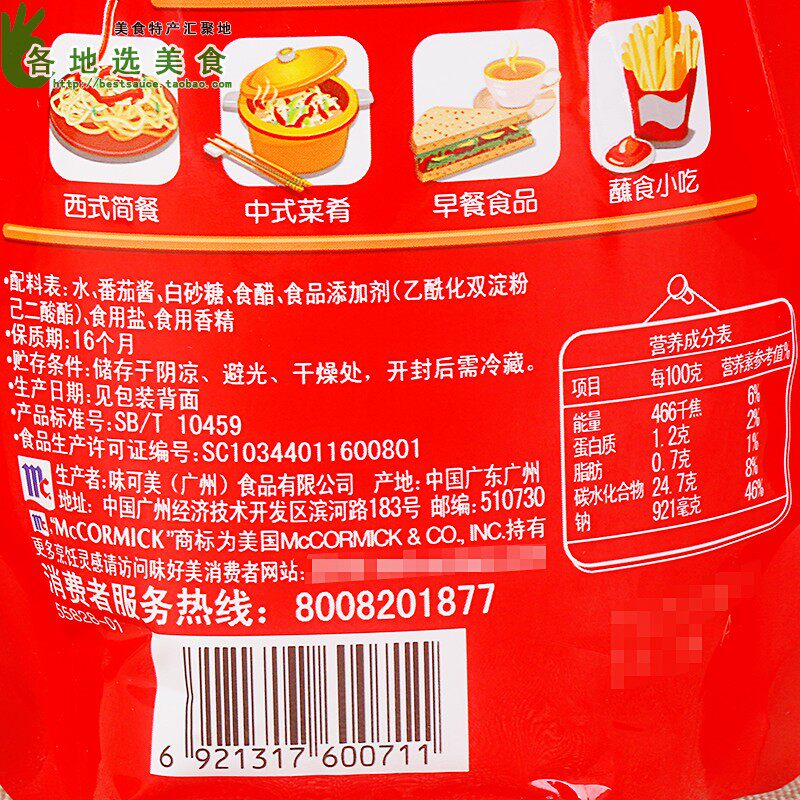 美食特产汇聚地
各地选美食
http://bestsauce.taobao.com
西式简餐
中式菜肴
早餐食品
蘸食小吃
·配料表:水、番茄酱、白砂糖、食醋、食品添加剂(乙酰化双淀粉
己二酸酯)、食用盐、食用香精
·保质期:16个月
·贮存条件:储存于阴凉、避光、干燥处，开封后需冷藏。
·生产日期:见包装背面
·产品标准号:SB/T 10459
·食品生产许可证编号:SC10344011600801
生产者:味可美（广州）食品有限公司 产地:中国广东广州
地址:中国广州经济技术开发区滨河路183号 邮编:510730
"McCORMICK"商标为美国McCORMICK & CO., INC.持有
更多烹饪灵感请访问味好美消费者网站:
消费者服务热线: 8008201877
55828-01
6 921317 600711
营养成分表
项目 每100克 营养素参考值%
能量 466千焦 6%
蛋白质 1.2克 2%
脂肪 0.7克 1%
碳水化合物 24.7克 8%
钠 921毫克 46%